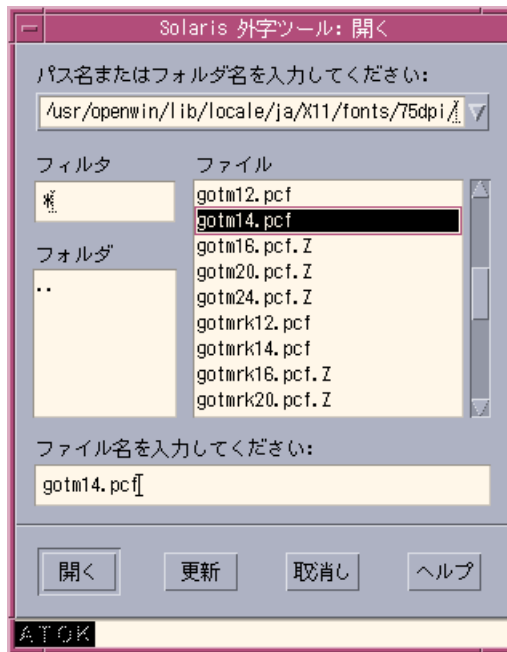 Solaris 外字ツール: 開く
パス名またはフォルダ名を入力してください:
/usr/openwin/lib/locale/ja/X11/fonts/75dpi/
フィルタ
*
フォルダ
..
ファイル
gotm12.pcf
gotm14.pcf
gotm16.pcf.Z
gotm20.pcf.Z
gotm24.pcf.Z
gotmrk12.pcf
gotmrk14.pcf
gotmrk16.pcf.Z
gotmrk20.pcf.Z
ファイル名を入力してください:
gotm14.pcf
開く 更新 取消し ヘルプ
ATOK